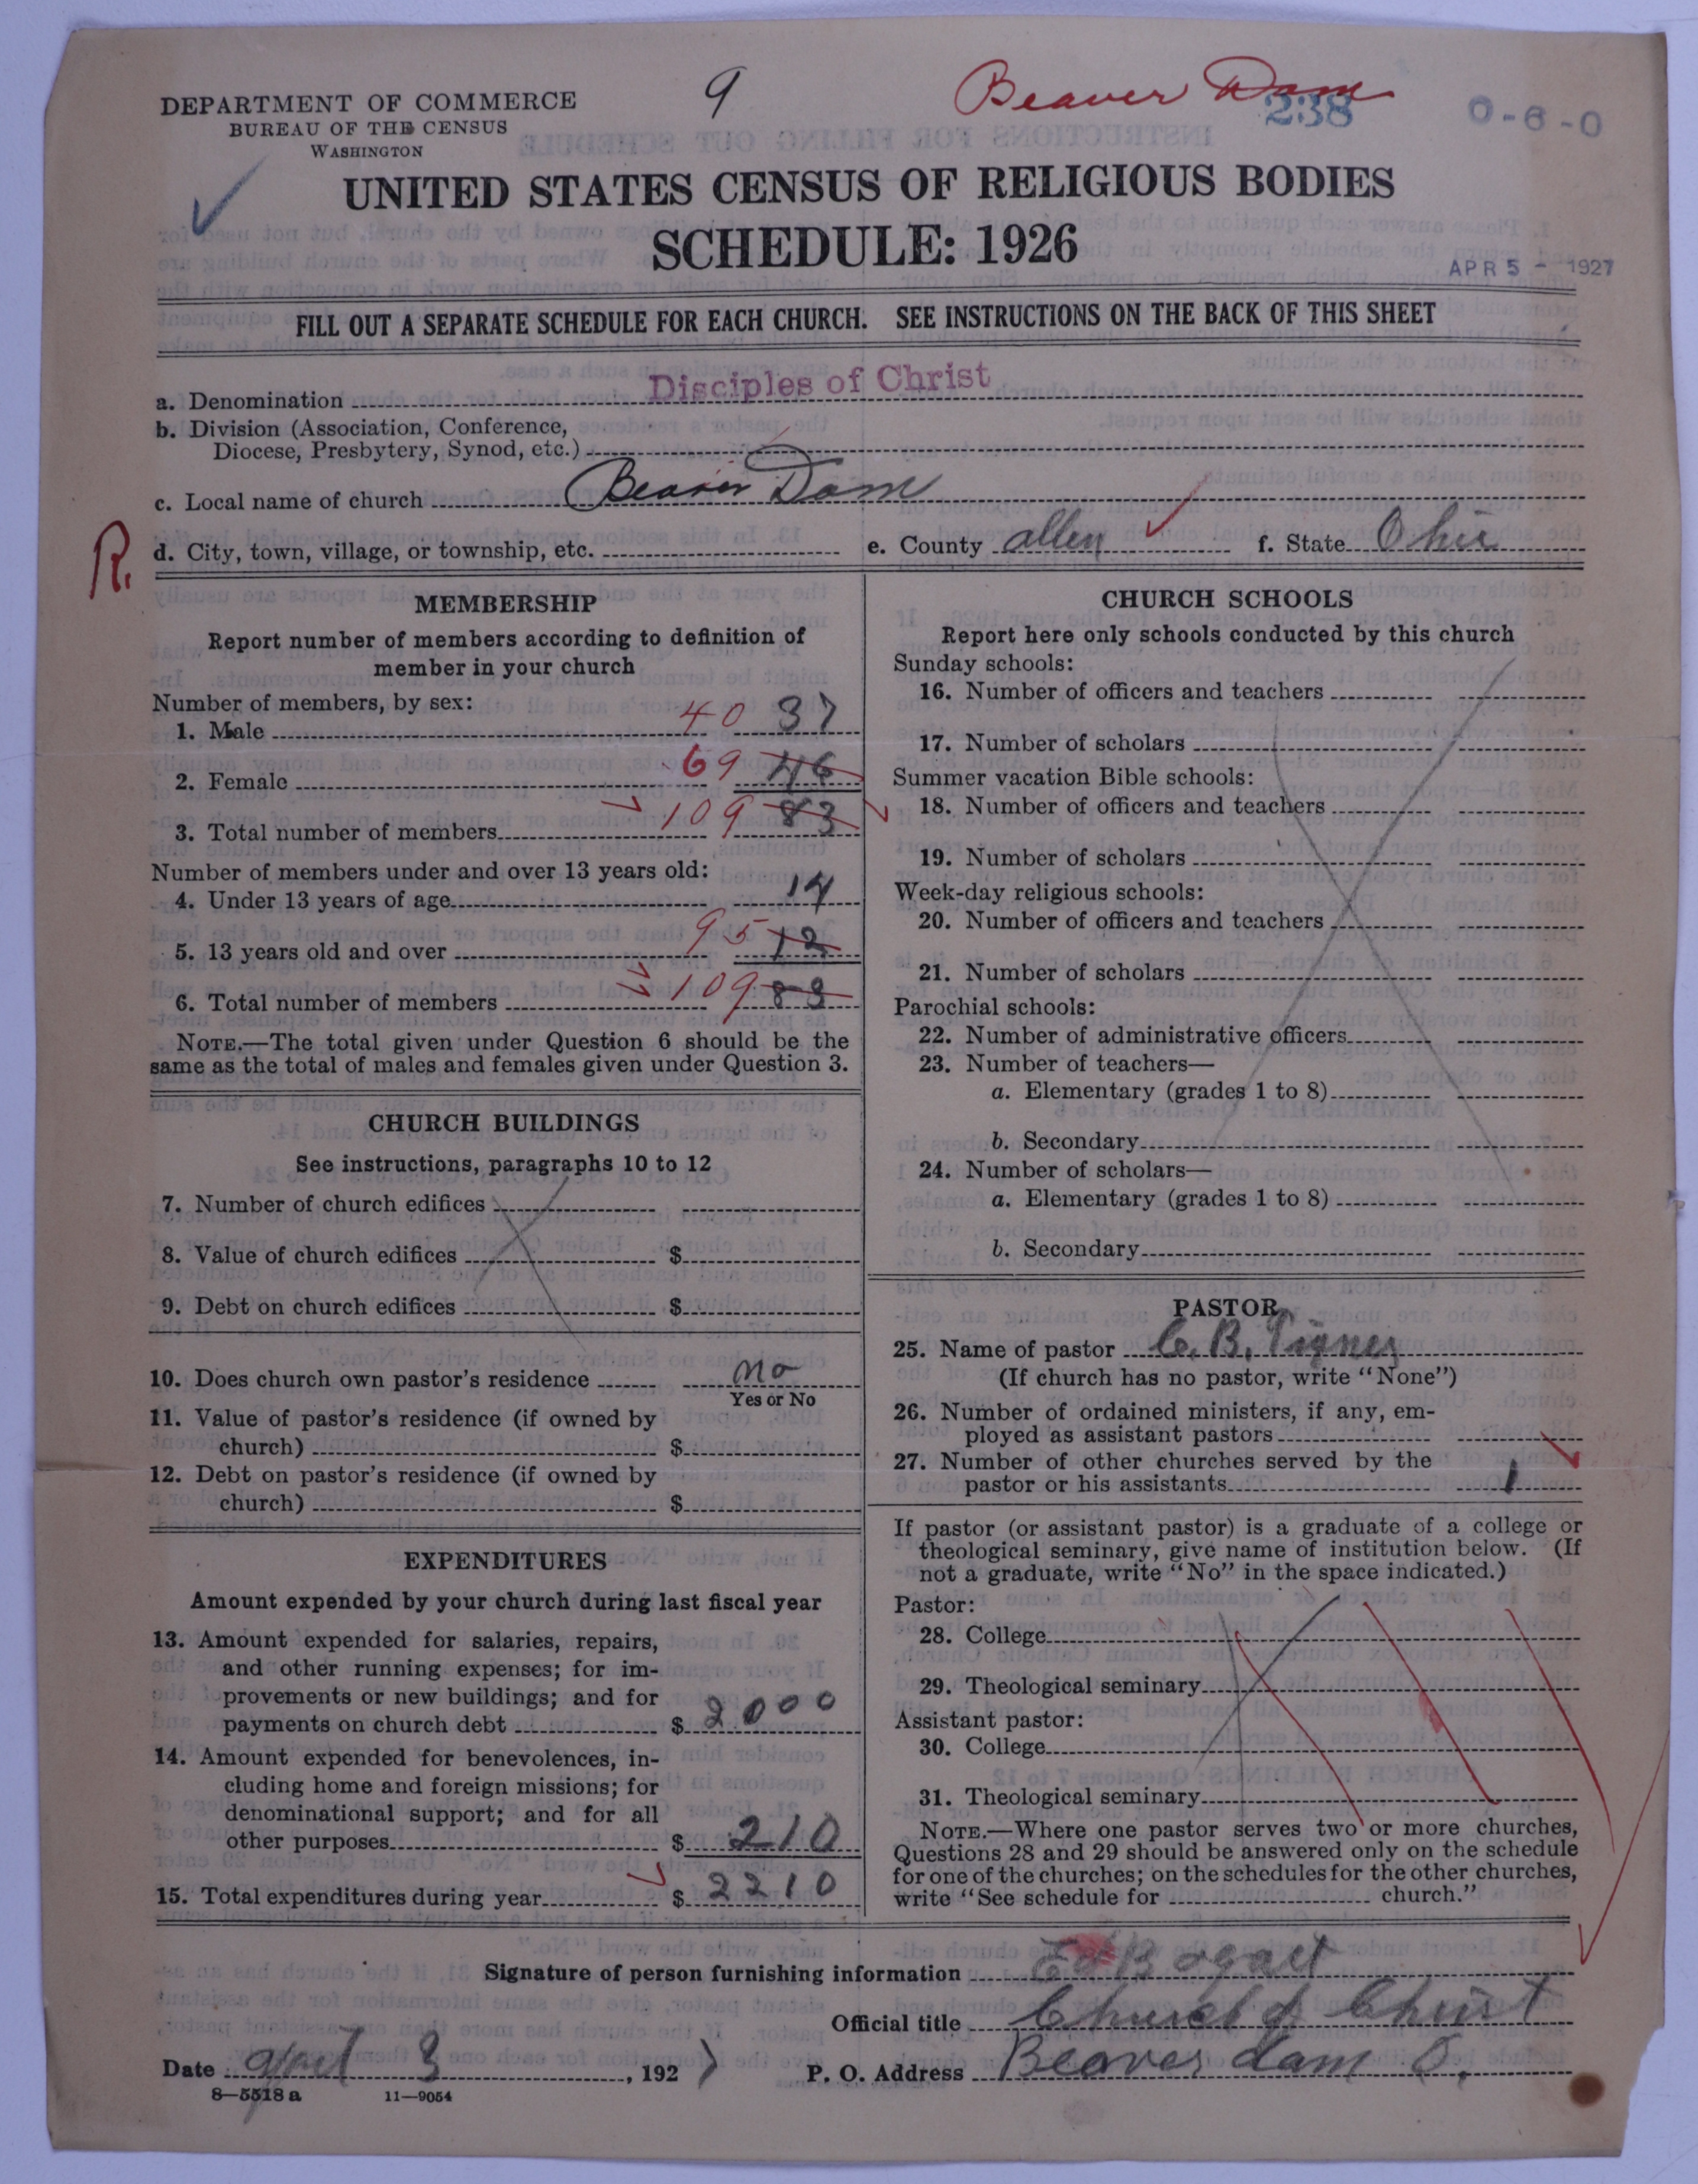 DEPARTMENT OF COMMERCE
BUREAU OF THE CENSUS
WASHINGTON
9
Beaver Dam
238
0-6-0
UNITED STATES CENSUS OF RELIGIOUS BODIES
SCHEDULE: 1926
APR 5 - 1927
FILL OUT A SEPARATE SCHEDULE FOR EACH CHURCH. SEE INSTRUCTIONS ON THE BACK OF THIS SHEET
a. Denomination Disciples of Christ
b. Division (Association, Conference,
Diocese, Presbytery, Synod, etc.)
c. Local name of church Beaver Dam
R. d. City, town, village, or township, etc. e. County allen f. State Ohio
MEMBERSHIP
Report number of members according to definition of
member in your church
Number of members, by sex:
1. Male 40 37
2. Female 69 46
3. Total number of members 109 83
Number of members under and over 13 years old:
4. Under 13 years of age 14
5. 13 years old and over 95 12
6. Total number of members 109 83
NOTE.—The total given under Question 6 should be the
same as the total of males and females given under Question 3.
CHURCH BUILDINGS
See instructions, paragraphs 10 to 12
7. Number of church edifices
8. Value of church edifices $
9. Debt on church edifices $
10. Does church own pastor's residence no
Yes or No
11. Value of pastor's residence (if owned by
church) $
12. Debt on pastor's residence (if owned by
church) $
EXPENDITURES
Amount expended by your church during last fiscal year
13. Amount expended for salaries, repairs,
and other running expenses; for im-
provements or new buildings; and for
payments on church debt $ 2000
14. Amount expended for benevolences, in-
cluding home and foreign missions; for
denominational support; and for all
other purposes $ 210
15. Total expenditures during year $ 2210
CHURCH SCHOOLS
Report here only schools conducted by this church
Sunday schools:
16. Number of officers and teachers
17. Number of scholars
Summer vacation Bible schools:
18. Number of officers and teachers
19. Number of scholars
Week-day religious schools:
20. Number of officers and teachers
21. Number of scholars
Parochial schools:
22. Number of administrative officers
23. Number of teachers—
a. Elementary (grades 1 to 8)
b. Secondary
24. Number of scholars—
a. Elementary (grades 1 to 8)
b. Secondary
PASTOR
25. Name of pastor C. B. Tigner
(If church has no pastor, write "None")
26. Number of ordained ministers, if any, em-
ployed as assistant pastors
27. Number of other churches served by the
pastor or his assistants 1
If pastor (or assistant pastor) is a graduate of a college or
theological seminary, give name of institution below. (If
not a graduate, write "No" in the space indicated.)
Pastor:
28. College
29. Theological seminary
Assistant pastor:
30. College
31. Theological seminary
NOTE.—Where one pastor serves two or more churches,
Questions 28 and 29 should be answered only on the schedule
for one of the churches; on the schedules for the other churches,
write "See schedule for church."
Signature of person furnishing information Ed Bogart
Official title Church of Christ
Date April 3, 1927 P. O. Address Beaver dam O.
8—5518 a 11—9054